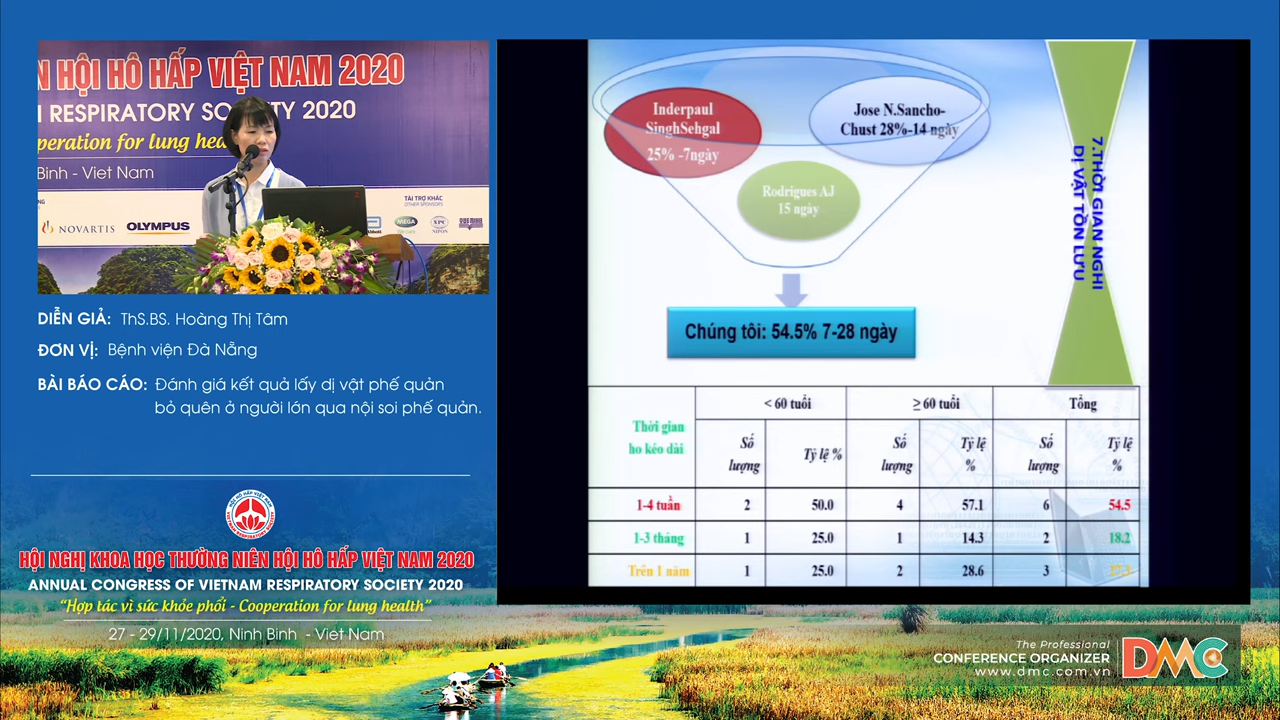 N HỘI HÔ HẤP VIỆT NAM 2020
I RESPIRATORY SOCIETY 2020
peration for lung
Binh - Viet Nam
TÀI TRỢ KHÁC
OTHER SPONSORS
NOVARTIS
OLYMPUS
MEGA
DIỄN GIẢ: ThS.BS. Hoàng Thị Tâm
ĐƠN VỊ: Bệnh viện Đà Nẵng
BÀI BÁO CÁO: Đánh giá kết quả lấy dị vật phế quản
bỏ quên ở người lớn qua nội soi phế quản.
HỘI NGHỊ KHOA HỌC THƯỜNG NIÊN HỘI HÔ HẤP VIỆT NAM 2020
ANNUAL CONGRESS OF VIETNAM RESPIRATORY SOCIETY 2020
“Hợp tác vì sức khỏe phổi - Cooperation for lung health”
27 - 29/11/2020, Ninh Binh - Viet Nam
Inderpaul
SinghSehgal
25% -7ngày
Jose N.Sancho-
Chust 28%-14 ngày
Rodrigues AJ
15 ngày
7.THỜI GIAN NGHI
DỊ VẬT TỒN LƯU
Chúng tôi: 54.5% 7-28 ngày
Thời gian
ho kéo dài
< 60 tuổi ≥ 60 tuổi Tổng
Số lượng Tỷ lệ % Số lượng Tỷ lệ % Số lượng Tỷ lệ %
1-4 tuần 2 50.0 4 57.1 6 54.5
1-3 tháng 1 25.0 1 14.3 2 18.2
Trên 1 năm 1 25.0 2 28.6 3
The Professional
CONFERENCE ORGANIZER
www.dmc.com.vn
DMC